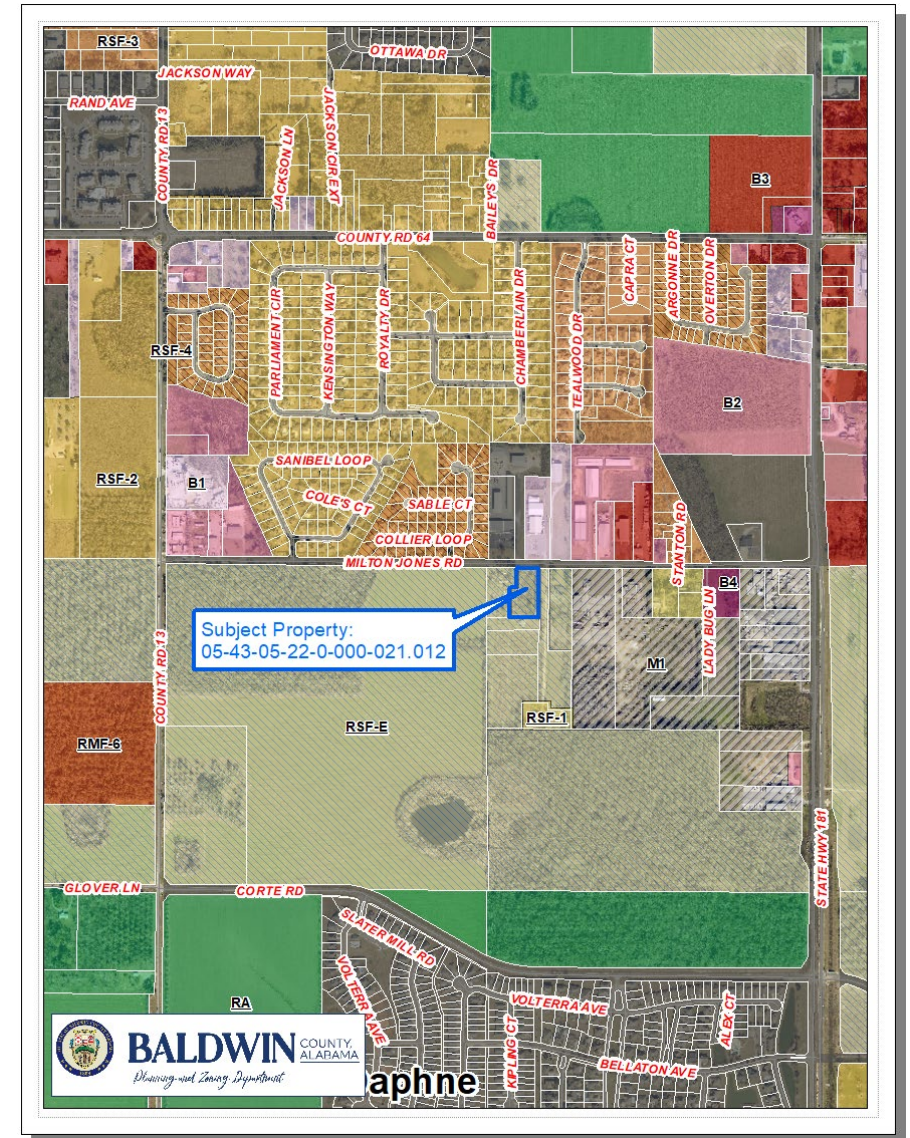 RSF-3
OTTAWA DR
JACKSON WAY
RAND AVE
COUNTY RD 13
JACKSON LN
JACKSON CIR EXT
BAILEY'S DR
B3
COUNTY RD 64
PARLIAMENT CIR
KENSINGTON WAY
ROYALTY DR
CHAMBERLAIN DR
TEALWOOD DR
CAPRA CT
ARGONNE DR
OVERTON DR
RSF-4
B2
RSF-2
B1
SANIBEL LOOP
COLE'S CT
SABLE CT
COLLIER LOOP
STANTON RD
MILTON JONES RD
B4
LADY BUG LN
Subject Property:
05-43-05-22-0-000-021.012
M1
COUNTY RD 13
RSF-E
RSF-1
RMF-6
STATE HWY 181
GLOVER LN
CORTE RD
SLATER MILL RD
VOLTERRA AVE
VOLTERRA AVE
ALEX CT
RA
KIPLING CT
BELLATON AVE
BALDWIN COUNTY, ALABAMA
Planning and Zoning Department
aphne